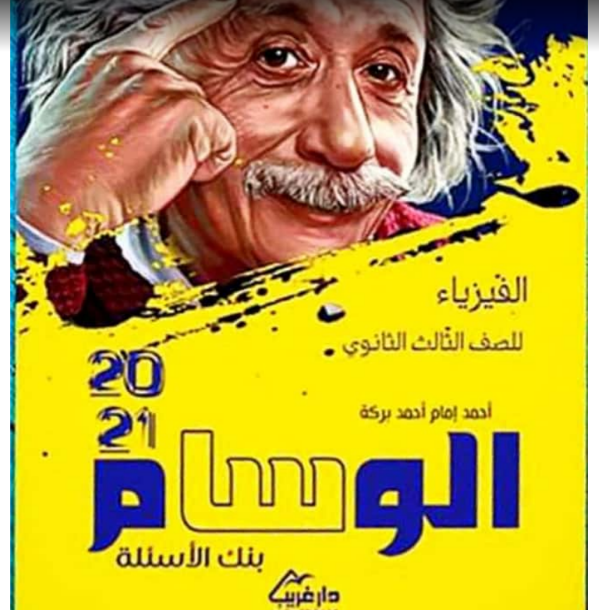 الفيزياء
للصف الثالث الثانوي
20
21
أحمد إمام أحمد بركة
الوسام
بنك الأسئلة
دار غريب